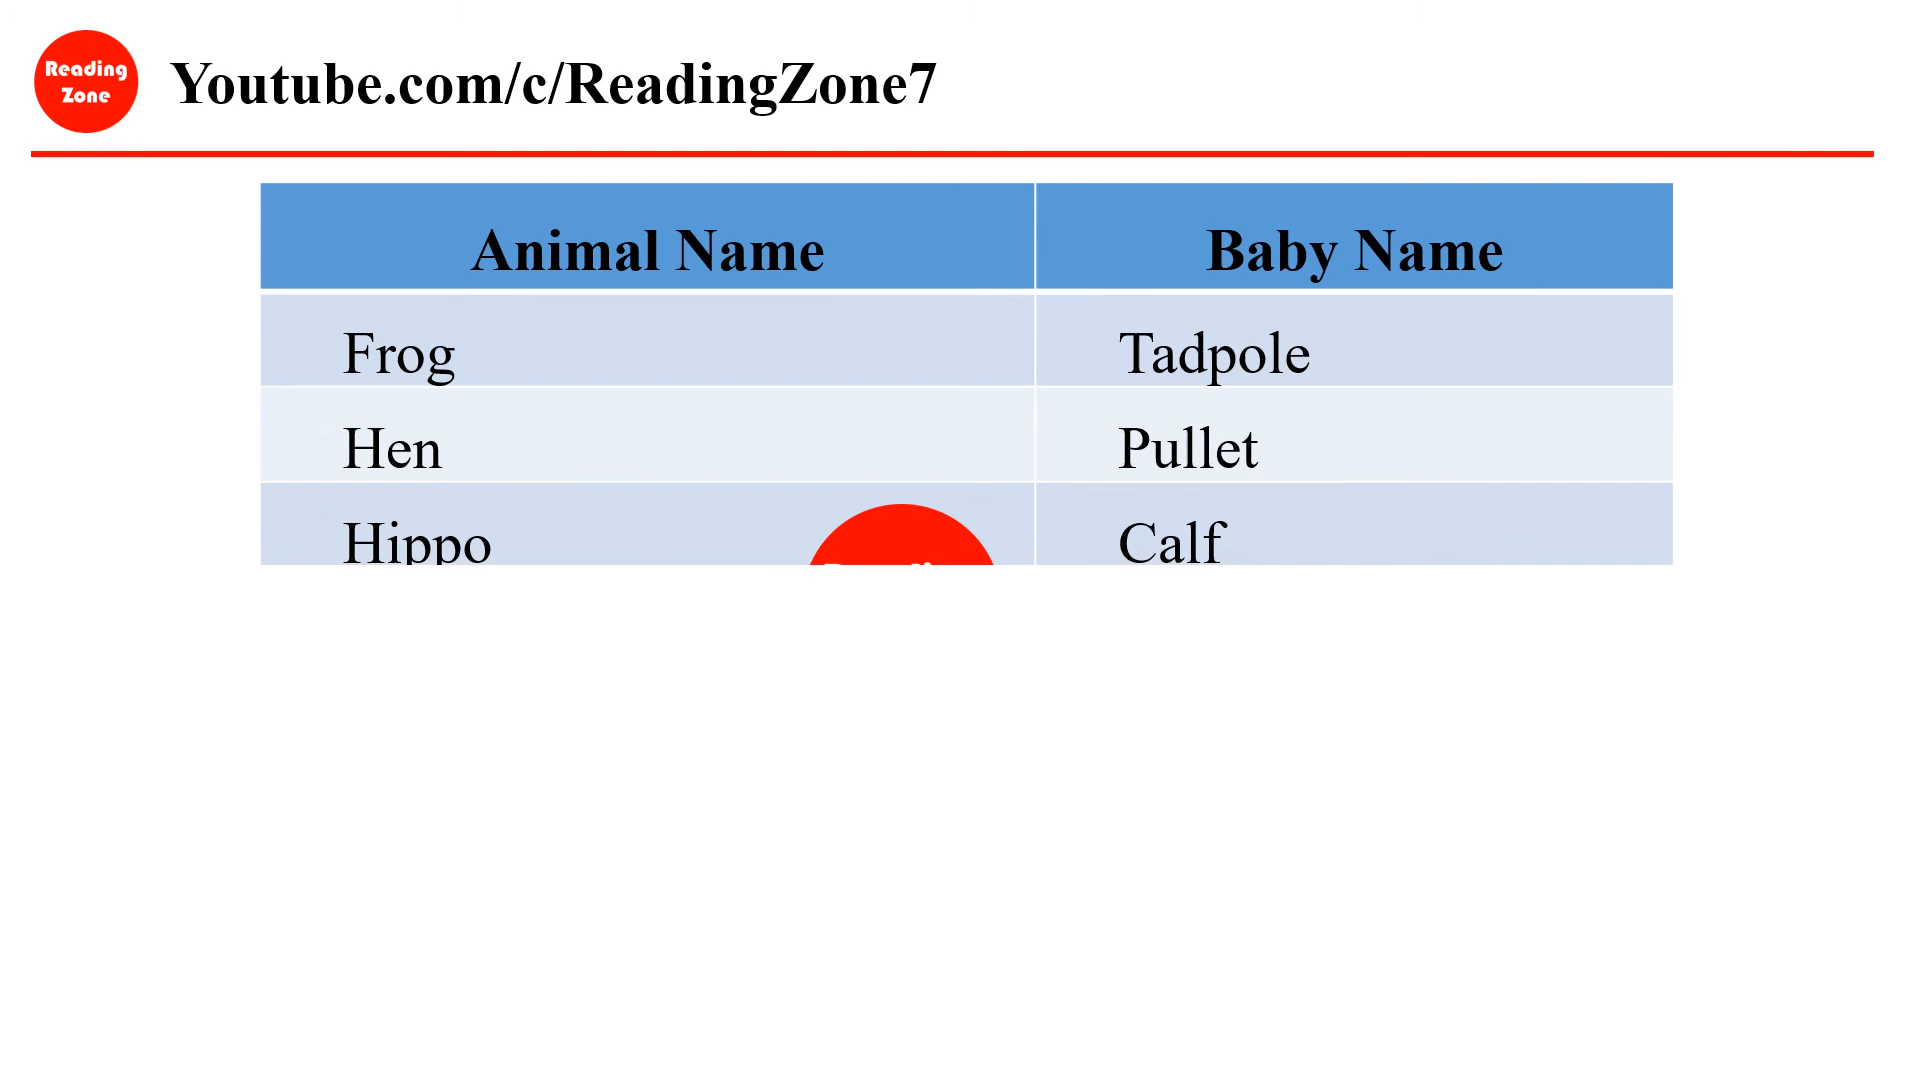 Reading
Zone
Youtube.com/c/ReadingZone7
Animal Name Baby Name
Frog Tadpole
Hen Pullet
Hippo Calf